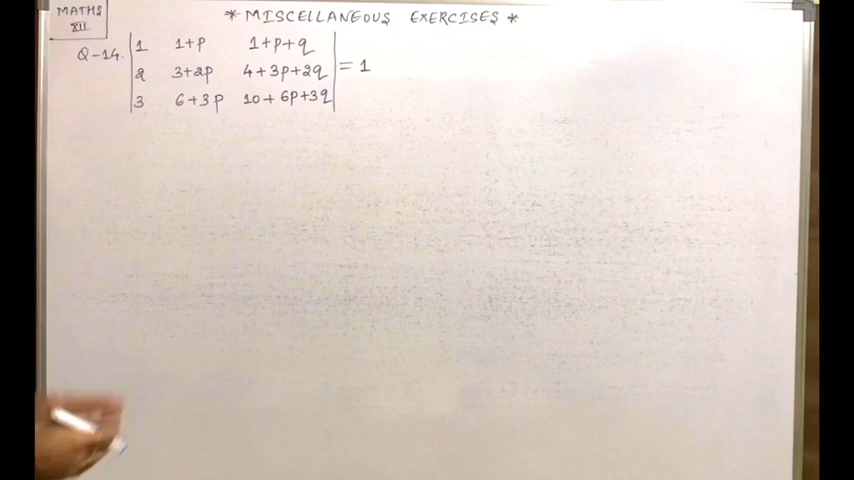 MATHS
XII
*MISCELLANEOUS EXERCISES*
Q-14. | 1 1+p 1+p+q |
| 2 3+2p 4+3p+2q | = 1
| 3 6+3p 10+6p+3q |